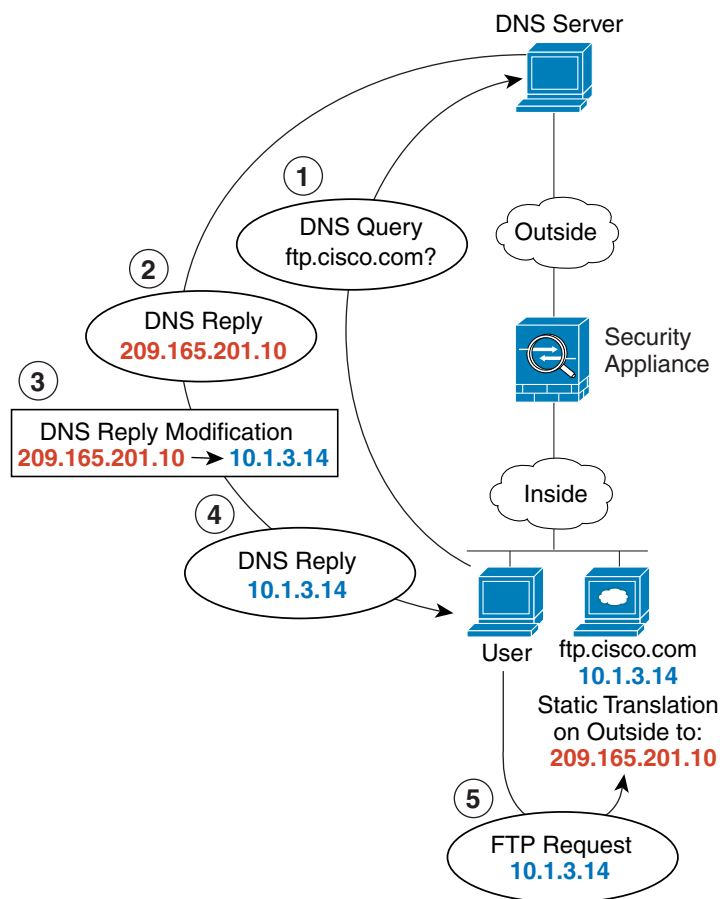 DNS Server
1
DNS Query
ftp.cisco.com?
Outside
2
DNS Reply
209.165.201.10
Security
Appliance
3
DNS Reply Modification
209.165.201.10 → 10.1.3.14
Inside
4
DNS Reply
10.1.3.14
User
ftp.cisco.com
10.1.3.14
Static Translation
on Outside to:
209.165.201.10
5
FTP Request
10.1.3.14